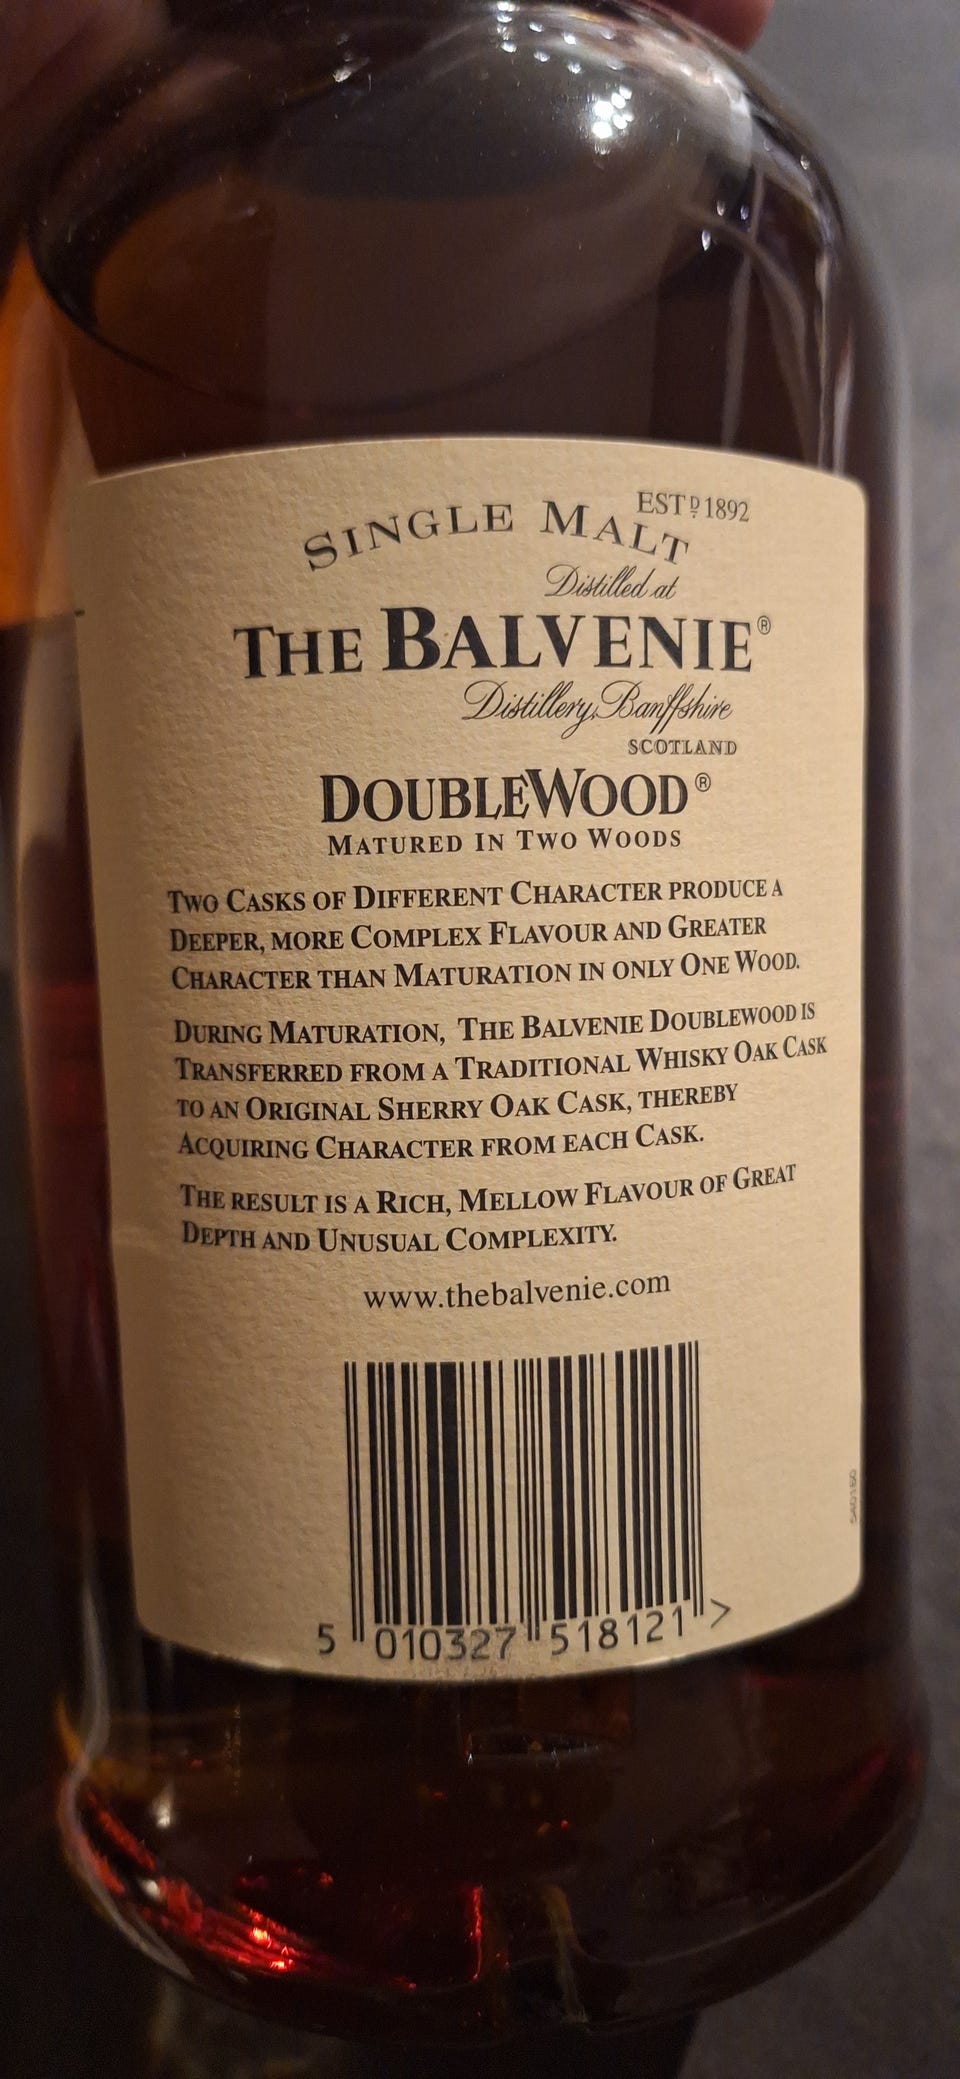 ESTD 1892
SINGLE MALT
Distilled at
THE BALVENIE®
Distillery, Banffshire
SCOTLAND
DOUBLEWOOD®
MATURED IN TWO WOODS
TWO CASKS OF DIFFERENT CHARACTER PRODUCE A
DEEPER, MORE COMPLEX FLAVOUR AND GREATER
CHARACTER THAN MATURATION IN ONLY ONE WOOD.
DURING MATURATION, THE BALVENIE DOUBLEWOOD IS
TRANSFERRED FROM A TRADITIONAL WHISKY OAK CASK
TO AN ORIGINAL SHERRY OAK CASK, THEREBY
ACQUIRING CHARACTER FROM EACH CASK.
THE RESULT IS A RICH, MELLOW FLAVOUR OF GREAT
DEPTH AND UNUSUAL COMPLEXITY.
www.thebalvenie.com
5 010327 518121 >